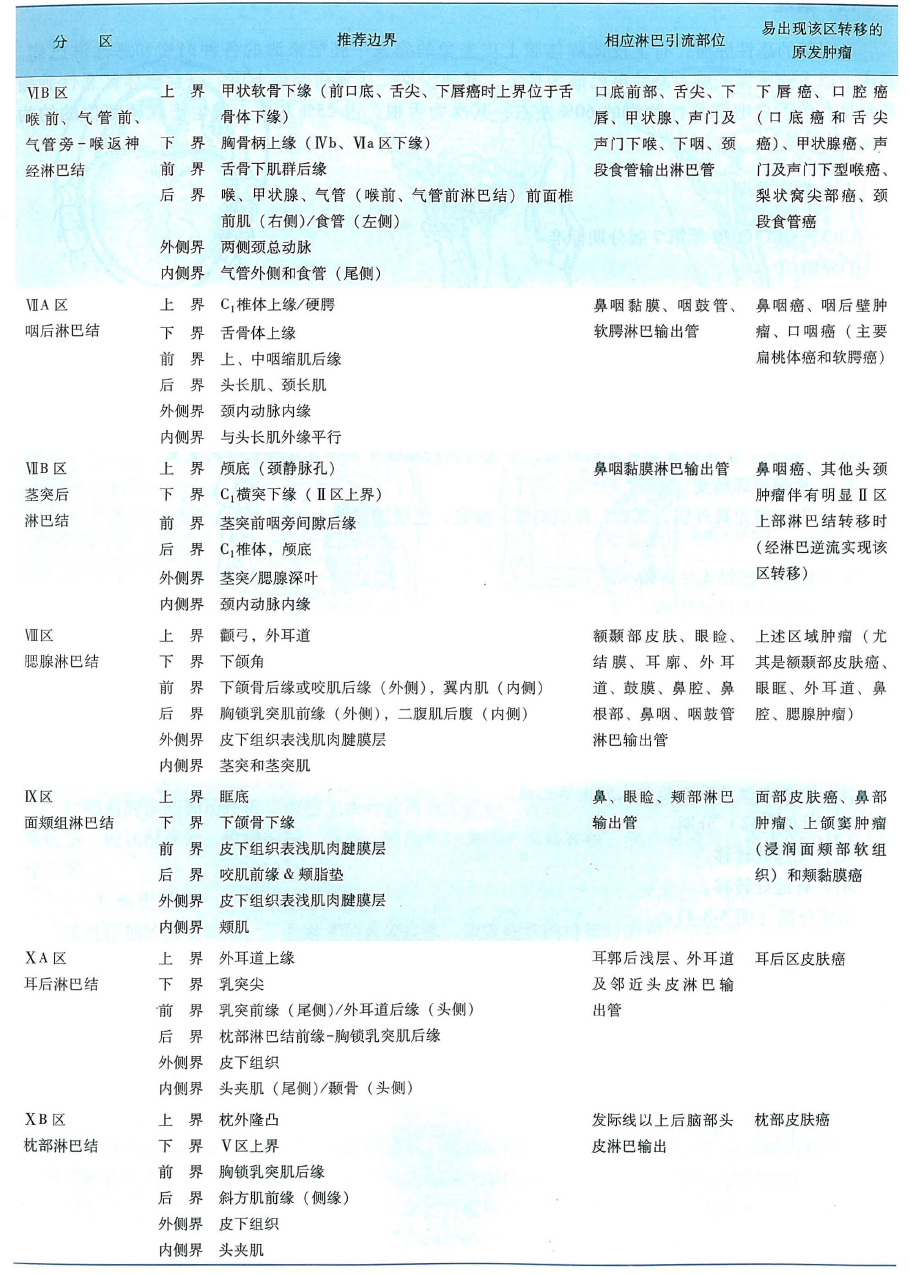 分 区 推荐边界 相应淋巴引流部位 易出现该区转移的
原发肿瘤
ⅥB区 上 界 甲状软骨下缘（前口底、舌尖、下唇癌时上界位于舌 口底前部、舌尖、下 下唇癌、口腔癌
喉前、气管前、 骨体下缘） 唇、甲状腺、声门及 （口底癌和舌尖
气管旁-喉返神 下 界 胸骨柄上缘（Ⅳb、Ⅵa区下缘） 声门下喉、下咽、颈 癌）、甲状腺癌、声
经淋巴结 前 界 舌骨下肌群后缘 段食管输出淋巴管 门及声门下型喉癌、
后 界 喉、甲状腺、气管（喉前、气管前淋巴结）前面椎 梨状窝尖部癌、颈
前肌（右侧）/食管（左侧） 段食管癌
外侧界 两侧颈总动脉
内侧界 气管外侧和食管（尾侧）
ⅦA区 上 界 C₁椎体上缘/硬腭 鼻咽黏膜、咽鼓管、 鼻咽癌、咽后壁肿
咽后淋巴结 下 界 舌骨体上缘 软腭淋巴输出管 瘤、口咽癌（主要
前 界 上、中咽缩肌后缘 扁桃体癌和软腭癌）
后 界 头长肌、颈长肌
外侧界 颈内动脉内缘
内侧界 与头长肌外缘平行
ⅦB区 上 界 颅底（颈静脉孔） 鼻咽黏膜淋巴输出管 鼻咽癌、其他头颈
茎突后 下 界 C₁横突下缘（Ⅱ区上界） 肿瘤伴有明显Ⅱ区
淋巴结 前 界 茎突前咽旁间隙后缘 上部淋巴结转移时
后 界 C₁椎体，颅底 （经淋巴逆流实现该
外侧界 茎突/腮腺深叶 区转移）
内侧界 颈内动脉内缘
Ⅷ区 上 界 颧弓，外耳道 额颞部皮肤、眼睑、 上述区域肿瘤（尤
腮腺淋巴结 下 界 下颌角 结膜、耳廓、外耳 其是额颞部皮肤癌、
前 界 下颌骨后缘或咬肌后缘（外侧），翼内肌（内侧） 道、鼓膜、鼻腔、鼻 眼眶、外耳道、鼻
后 界 胸锁乳突肌前缘（外侧），二腹肌后腹（内侧） 根部、鼻咽、咽鼓管 腔、腮腺肿瘤）
外侧界 皮下组织表浅肌肉腱膜层 淋巴输出管
内侧界 茎突和茎突肌
Ⅸ区 上 界 眶底 鼻、眼睑、颊部淋巴 面部皮肤癌、鼻部
面颊组淋巴结 下 界 下颌骨下缘 输出管 肿瘤、上颌窦肿瘤
前 界 皮下组织表浅肌肉腱膜层 （浸润面颊部软组
后 界 咬肌前缘&颊脂垫 织）和颊黏膜癌
外侧界 皮下组织表浅肌肉腱膜层
内侧界 颊肌
ⅩA区 上 界 外耳道上缘 耳郭后浅层、外耳道 耳后区皮肤癌
耳后淋巴结 下 界 乳突尖 及邻近头皮淋巴输
前 界 乳突前缘（尾侧）/外耳道后缘（头侧） 出管
后 界 枕部淋巴结前缘-胸锁乳突肌后缘
外侧界 皮下组织
内侧界 头夹肌（尾侧）/颞骨（头侧）
ⅩB区 上 界 枕外隆凸 发际线以上后脑部头 枕部皮肤癌
枕部淋巴结 下 界 Ⅴ区上界 皮淋巴输出
前 界 胸锁乳突肌后缘
后 界 斜方肌前缘（侧缘）
外侧界 皮下组织
内侧界 头夹肌